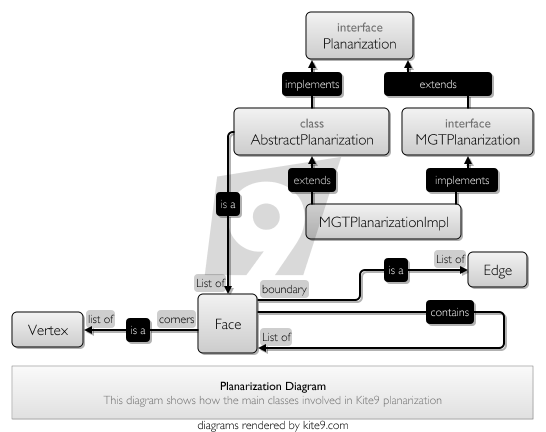 interface
Planarization
implements
extends
class
AbstractPlanarization
interface
MGTPlanarization
extends
implements
is a
MGTPlanarizationImpl
List of
boundary
is a
List of
Edge
Vertex
list of
is a
corners
Face
contains
List of
Planarization Diagram
This diagram shows how the main classes involved in Kite9 planarization
diagrams rendered by kite9.com